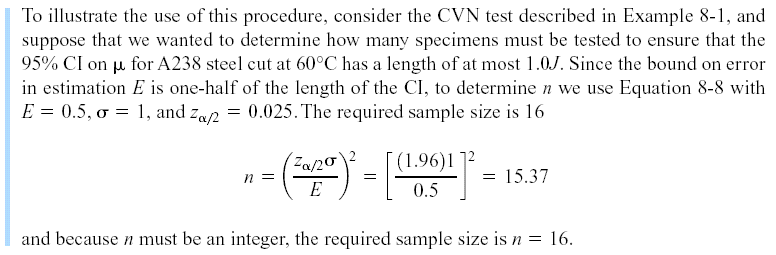 To illustrate the use of this procedure, consider the CVN test described in Example 8-1, and
suppose that we wanted to determine how many specimens must be tested to ensure that the
95% CI on μ for A238 steel cut at 60°C has a length of at most 1.0J. Since the bound on error
in estimation E is one-half of the length of the CI, to determine n we use Equation 8-8 with
E = 0.5, σ = 1, and zα/2 = 0.025. The required sample size is 16
n = (zα/2σ / E)² = [(1.96)1 / 0.5]² = 15.37
and because n must be an integer, the required sample size is n = 16.